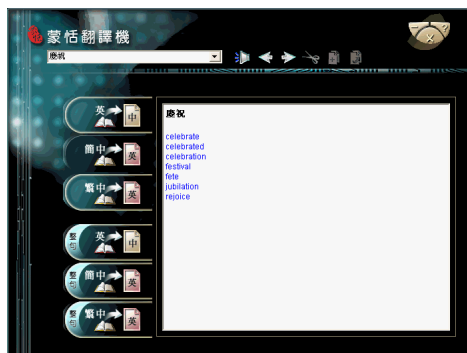 蒙恬翻譯機
慶祝
英 中
簡中 英
繁中 英
整句 英 中
整句 簡中 英
整句 繁中 英
慶祝
celebrate
celebrated
celebration
festival
fete
jubilation
rejoice